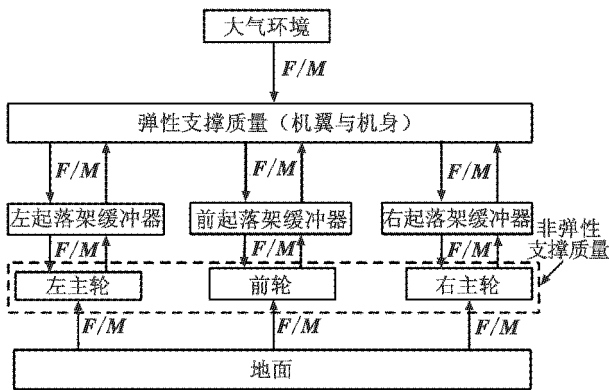 大气环境
F/M
弹性支撑质量（机翼与机身）
F/M F/M F/M
左起落架缓冲器 前起落架缓冲器 右起落架缓冲器
非弹性
支撑质量
F/M F/M F/M
左主轮 前轮 右主轮
F/M F/M F/M
地面